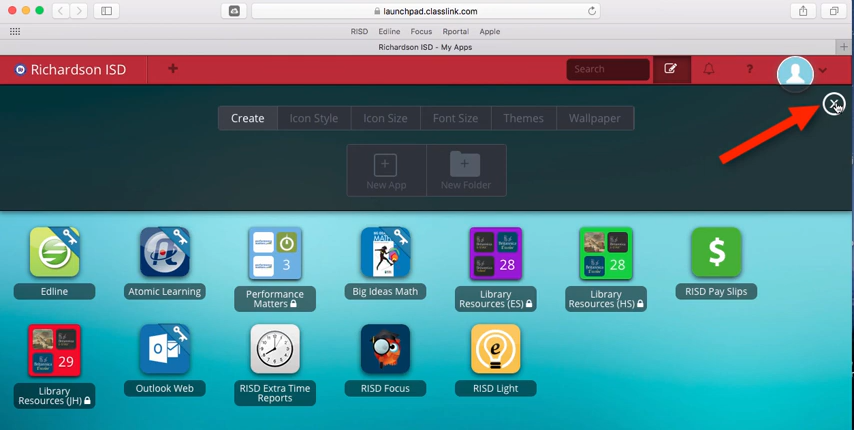 launchpad.classlink.com
RISD Edline Focus Rportal Apple
Richardson ISD - My Apps
Richardson ISD
Search
?
Create Icon Style Icon Size Font Size Themes Wallpaper
New App New Folder
3
MATH
28
28
$
Edline
Atomic Learning
Performance
Matters
Big Ideas Math
Library
Resources (ES)
Library
Resources (HS)
RISD Pay Slips
29
Library
Resources (JH)
Outlook Web
RISD Extra Time
Reports
RISD Focus
e
RISD Light